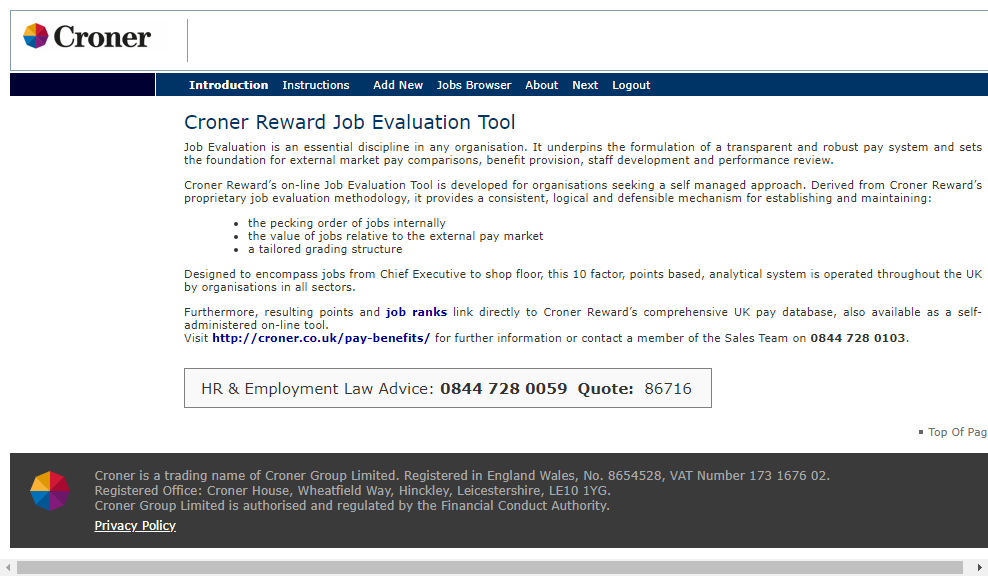 Croner
Introduction Instructions Add New Jobs Browser About Next Logout
Croner Reward Job Evaluation Tool
Job Evaluation is an essential discipline in any organisation. It underpins the formulation of a transparent and robust pay system and sets
the foundation for external market pay comparisons, benefit provision, staff development and performance review.
Croner Reward's on-line Job Evaluation Tool is developed for organisations seeking a self managed approach. Derived from Croner Reward's
proprietary job evaluation methodology, it provides a consistent, logical and defensible mechanism for establishing and maintaining:
• the pecking order of jobs internally
• the value of jobs relative to the external pay market
• a tailored grading structure
Designed to encompass jobs from Chief Executive to shop floor, this 10 factor, points based, analytical system is operated throughout the UK
by organisations in all sectors.
Furthermore, resulting points and job ranks link directly to Croner Reward's comprehensive UK pay database, also available as a self-
administered on-line tool.
Visit http://croner.co.uk/pay-benefits/ for further information or contact a member of the Sales Team on 0844 728 0103.
HR & Employment Law Advice: 0844 728 0059 Quote: 86716
Top Of Pag
Croner is a trading name of Croner Group Limited. Registered in England Wales, No. 8654528, VAT Number 173 1676 02.
Registered Office: Croner House, Wheatfield Way, Hinckley, Leicestershire, LE10 1YG.
Croner Group Limited is authorised and regulated by the Financial Conduct Authority.
Privacy Policy